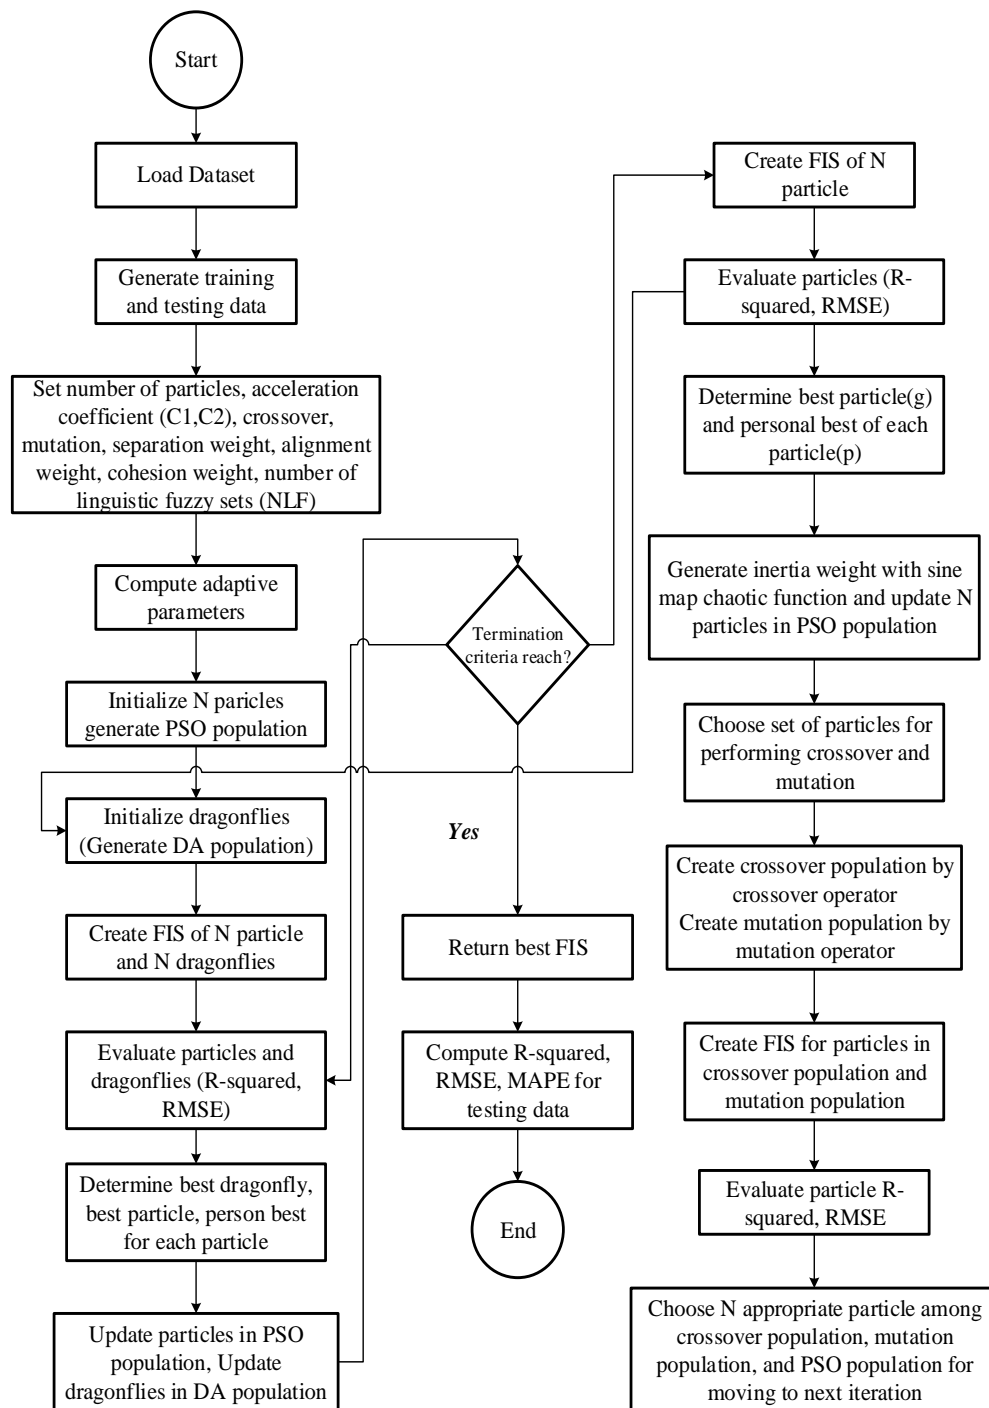 Start
Load Dataset
Generate training
and testing data
Set number of particles, acceleration
coefficient (C1,C2), crossover,
mutation, separation weight, alignment
weight, cohesion weight, number of
linguistic fuzzy sets (NLF)
Compute adaptive
parameters
Initialize N paricles
generate PSO population
Initialize dragonflies
(Generate DA population)
Create FIS of N particle
and N dragonflies
Evaluate particles and
dragonflies (R-squared,
RMSE)
Determine best dragonfly,
best particle, person best
for each particle
Update particles in PSO
population, Update
dragonflies in DA population
Termination
criteria reach?
Yes
Return best FIS
Compute R-squared,
RMSE, MAPE for
testing data
End
Create FIS of N
particle
Evaluate particles (R-
squared, RMSE)
Determine best particle(g)
and personal best of each
particle(p)
Generate inertia weight with sine
map chaotic function and update N
particles in PSO population
Choose set of particles for
performing crossover and
mutation
Create crossover population by
crossover operator
Create mutation population by
mutation operator
Create FIS for particles in
crossover population and
mutation population
Evaluate particle R-
squared, RMSE
Choose N appropriate particle among
crossover population, mutation
population, and PSO population for
moving to next iteration